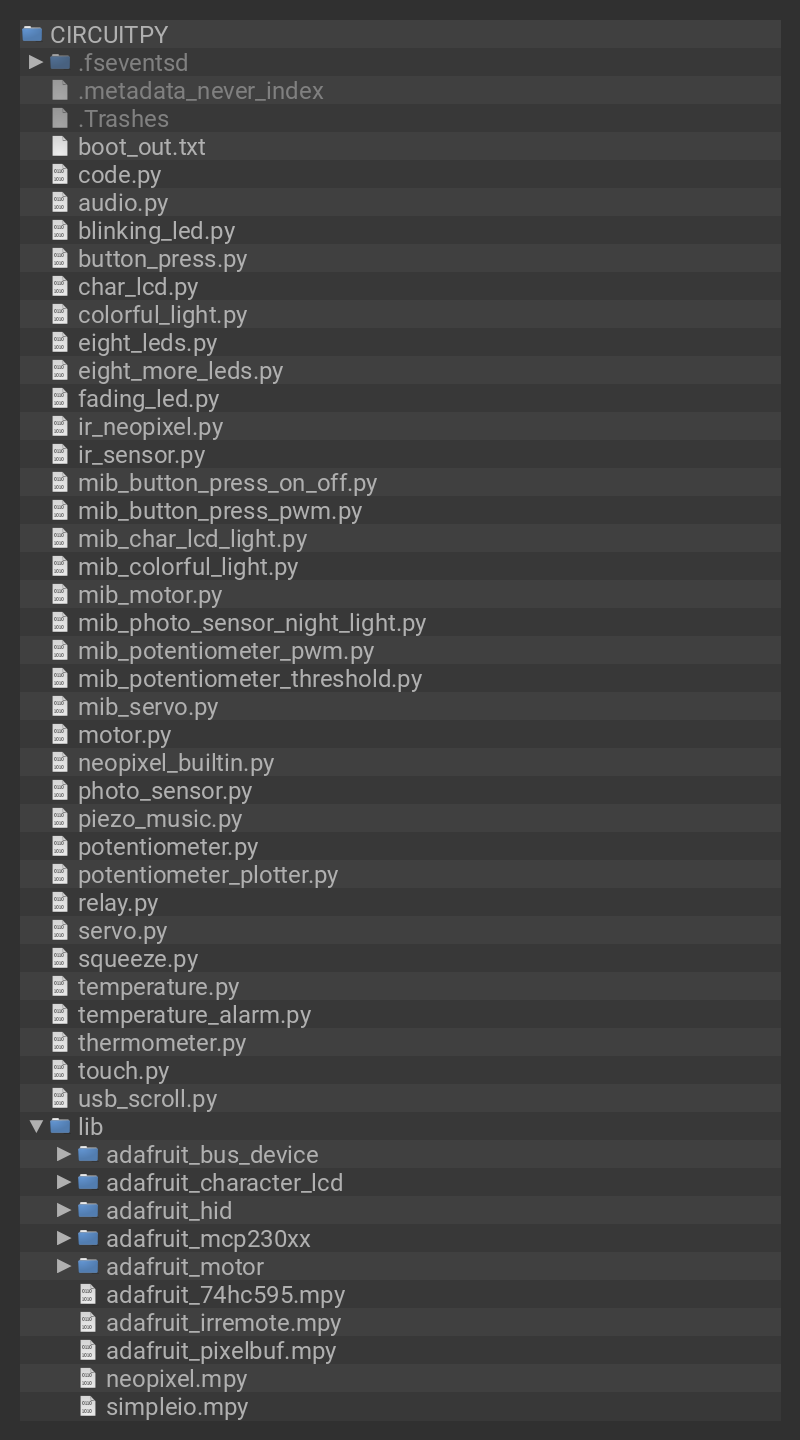 CIRCUITPY
.fseventsd
.metadata_never_index
.Trashes
boot_out.txt
code.py
audio.py
blinking_led.py
button_press.py
char_lcd.py
colorful_light.py
eight_leds.py
eight_more_leds.py
fading_led.py
ir_neopixel.py
ir_sensor.py
mib_button_press_on_off.py
mib_button_press_pwm.py
mib_char_lcd_light.py
mib_colorful_light.py
mib_motor.py
mib_photo_sensor_night_light.py
mib_potentiometer_pwm.py
mib_potentiometer_threshold.py
mib_servo.py
motor.py
neopixel_builtin.py
photo_sensor.py
piezo_music.py
potentiometer.py
potentiometer_plotter.py
relay.py
servo.py
squeeze.py
temperature.py
temperature_alarm.py
thermometer.py
touch.py
usb_scroll.py
lib
adafruit_bus_device
adafruit_character_lcd
adafruit_hid
adafruit_mcp230xx
adafruit_motor
adafruit_74hc595.mpy
adafruit_irremote.mpy
adafruit_pixelbuf.mpy
neopixel.mpy
simpleio.mpy